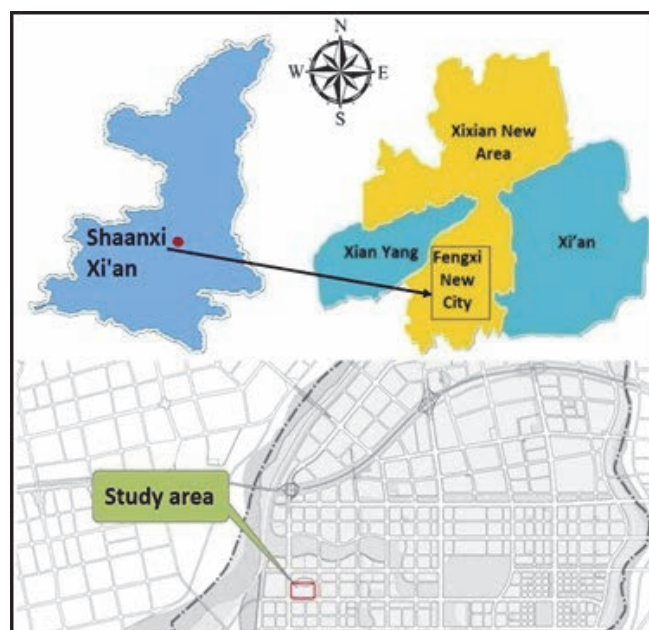 N
W E
S
Xixian New
Area
Shaanxi
Xi'an
Xian Yang
Xi'an
Fengxi
New
City
Study area